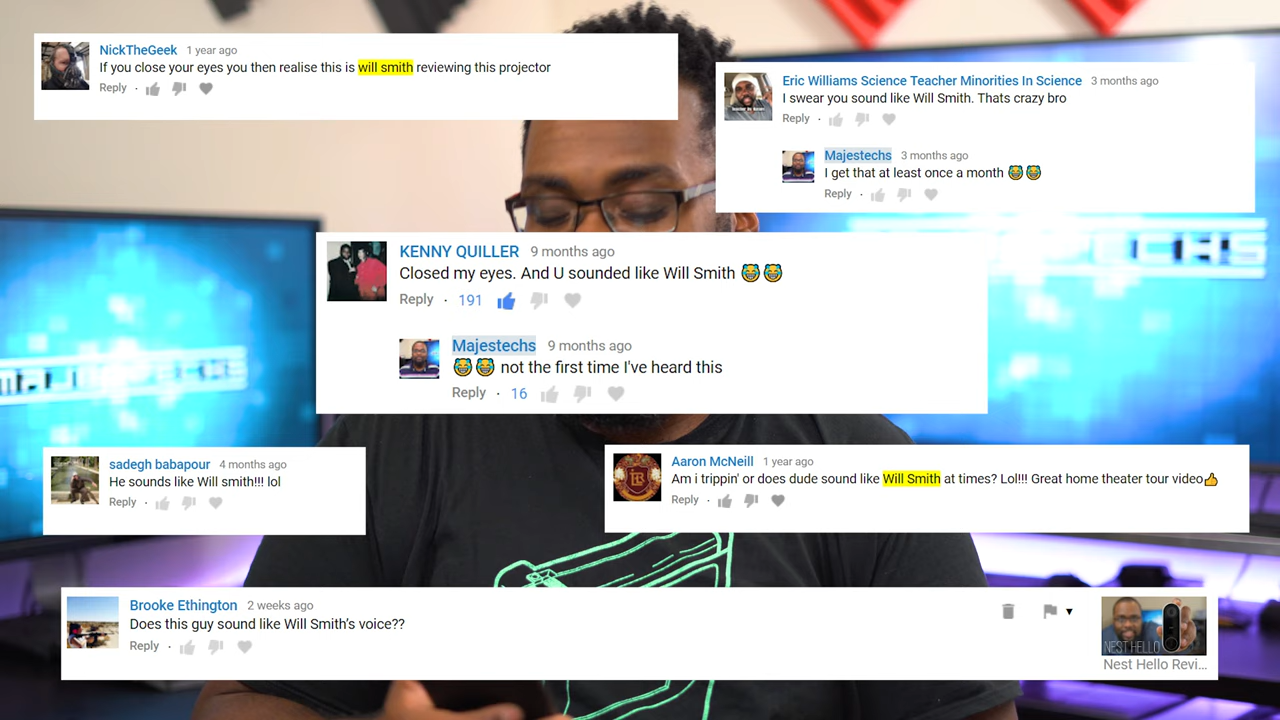 NickTheGeek 1 year ago
If you close your eyes you then realise this is will smith reviewing this projector
Reply ·
Eric Williams Science Teacher Minorities In Science 3 months ago
I swear you sound like Will Smith. Thats crazy bro
Reply ·
Majestechs 3 months ago
I get that at least once a month 😂😂
Reply ·
KENNY QUILLER 9 months ago
Closed my eyes. And U sounded like Will Smith 😂😂
Reply · 191
Majestechs 9 months ago
😂😂 not the first time I've heard this
Reply · 16
sadegh babapour 4 months ago
He sounds like Will smith!!! lol
Reply ·
Aaron McNeill 1 year ago
Am i trippin' or does dude sound like Will Smith at times? Lol!!! Great home theater tour video👍
Reply ·
Brooke Ethington 2 weeks ago
Does this guy sound like Will Smith's voice??
Reply ·
NEST HELLO
Nest Hello Revi...